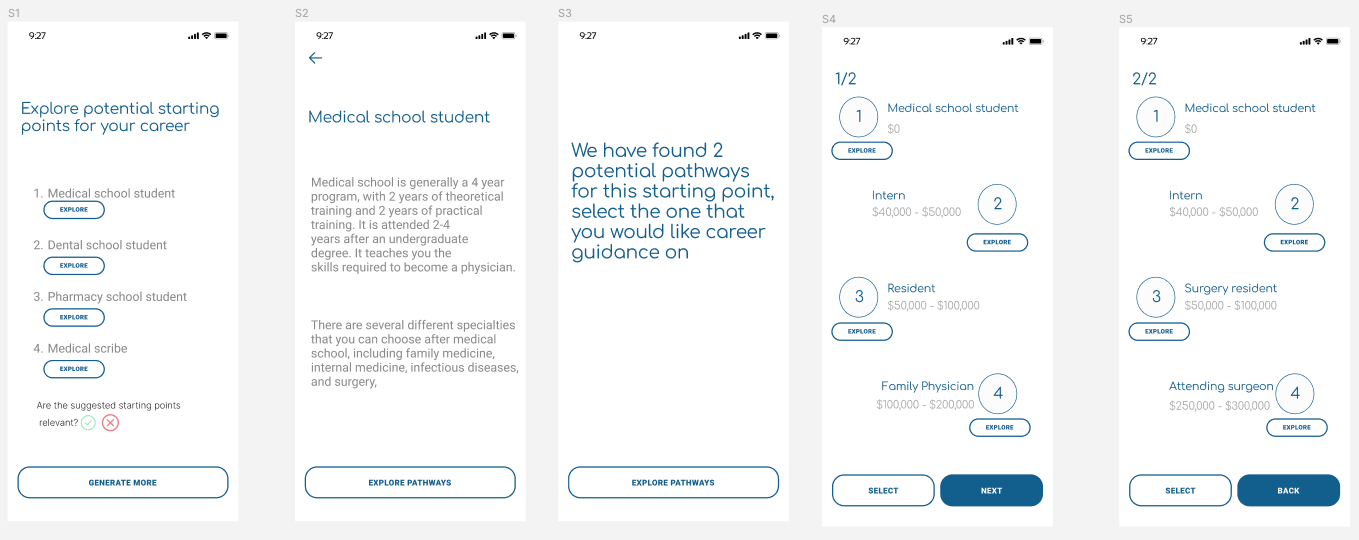 S1
9:27
Explore potential starting
points for your career
1. Medical school student
EXPLORE
2. Dental school student
EXPLORE
3. Pharmacy school student
EXPLORE
4. Medical scribe
EXPLORE
Are the suggested starting points
relevant?
GENERATE MORE
S2
9:27
Medical school student
Medical school is generally a 4 year
program, with 2 years of theoretical
training and 2 years of practical
training. It is attended 2-4
years after an undergraduate
degree. It teaches you the
skills required to become a physician.
There are several different specialties
that you can choose after medical
school, including family medicine,
internal medicine, infectious diseases,
and surgery,
EXPLORE PATHWAYS
S3
9:27
We have found 2
potential pathways
for this starting point,
select the one that
you would like career
guidance on
EXPLORE PATHWAYS
S4
9:27
1/2
1
Medical school student
$0
EXPLORE
Intern
$40,000 - $50,000
2
EXPLORE
3
Resident
$50,000 - $100,000
EXPLORE
Family Physician
$100,000 - $200,000
4
EXPLORE
SELECT
NEXT
S5
9:27
2/2
1
Medical school student
$0
EXPLORE
Intern
$40,000 - $50,000
2
EXPLORE
3
Surgery resident
$50,000 - $100,000
EXPLORE
Attending surgeon
$250,000 - $300,000
4
EXPLORE
SELECT
BACK